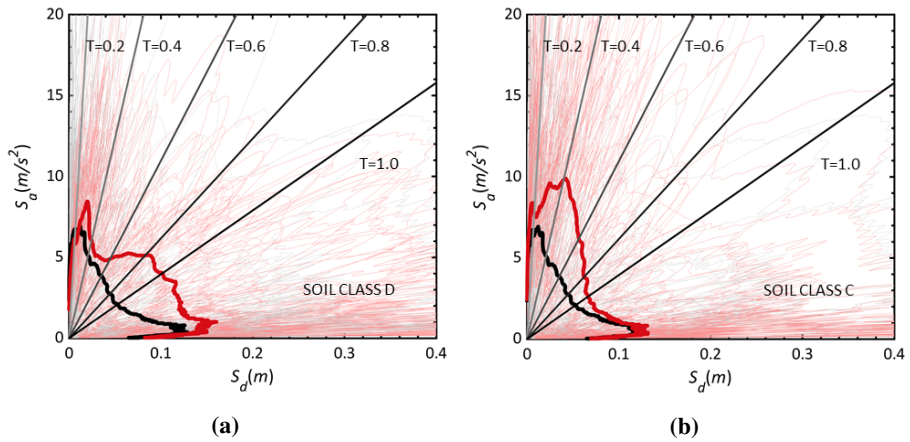 20
15
10
5
0
S_a(m/s²)
T=0.2
T=0.4
T=0.6
T=0.8
T=1.0
SOIL CLASS D
0
0.1
0.2
0.3
0.4
S_d(m)
(a)
20
15
10
5
0
S_a(m/s²)
T=0.2
T=0.4
T=0.6
T=0.8
T=1.0
SOIL CLASS C
0
0.1
0.2
0.3
0.4
S_d(m)
(b)